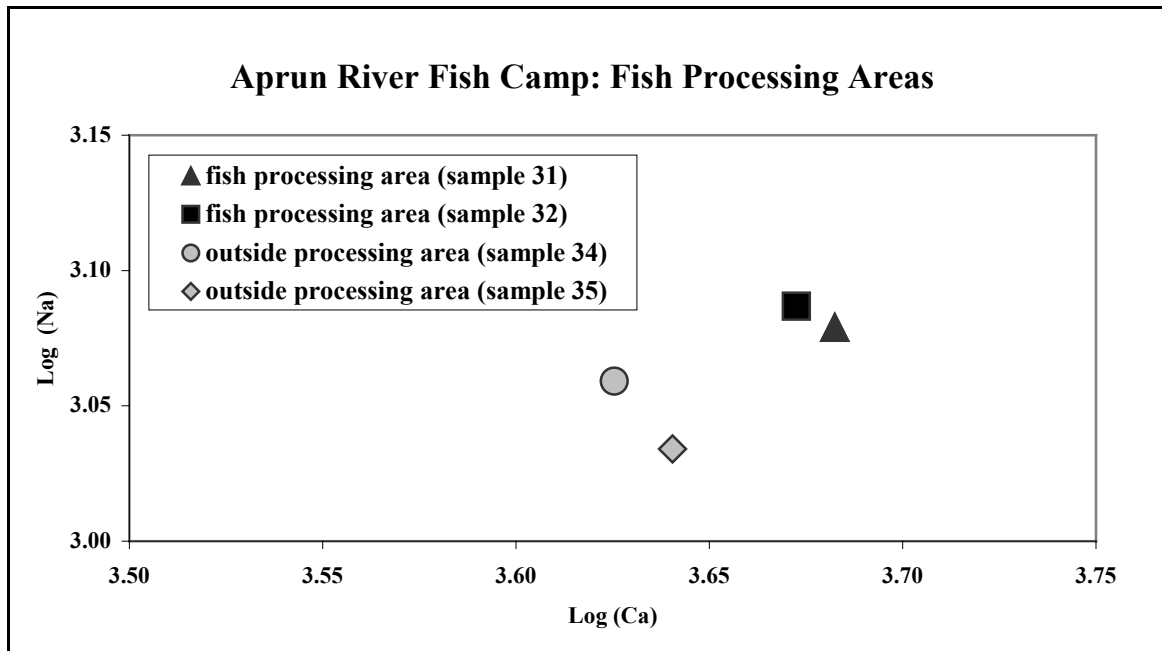 Aprun River Fish Camp: Fish Processing Areas
3.15
fish processing area (sample 31)
fish processing area (sample 32)
outside processing area (sample 34)
outside processing area (sample 35)
3.10
Log (Na)
3.05
3.00
3.50 3.55 3.60 3.65 3.70 3.75
Log (Ca)